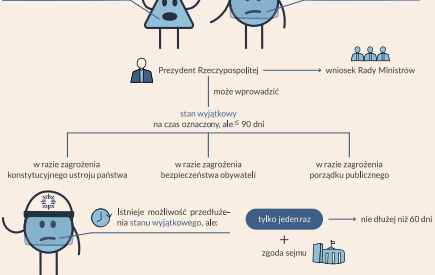 Prezydent Rzeczypospolitej
wniosek Rady Ministrów
może wprowadzić
stan wyjątkowy
na czas oznaczony, ale ≤ 90 dni
w razie zagrożenia
konstytucyjnego ustroju państwa
w razie zagrożenia
bezpieczeństwa obywateli
w razie zagrożenia
porządku publicznego
Istnieje możliwość przedłuże-
nia stanu wyjątkowego, ale:
tylko jeden raz
nie dłużej niż 60 dni
+
zgoda sejmu